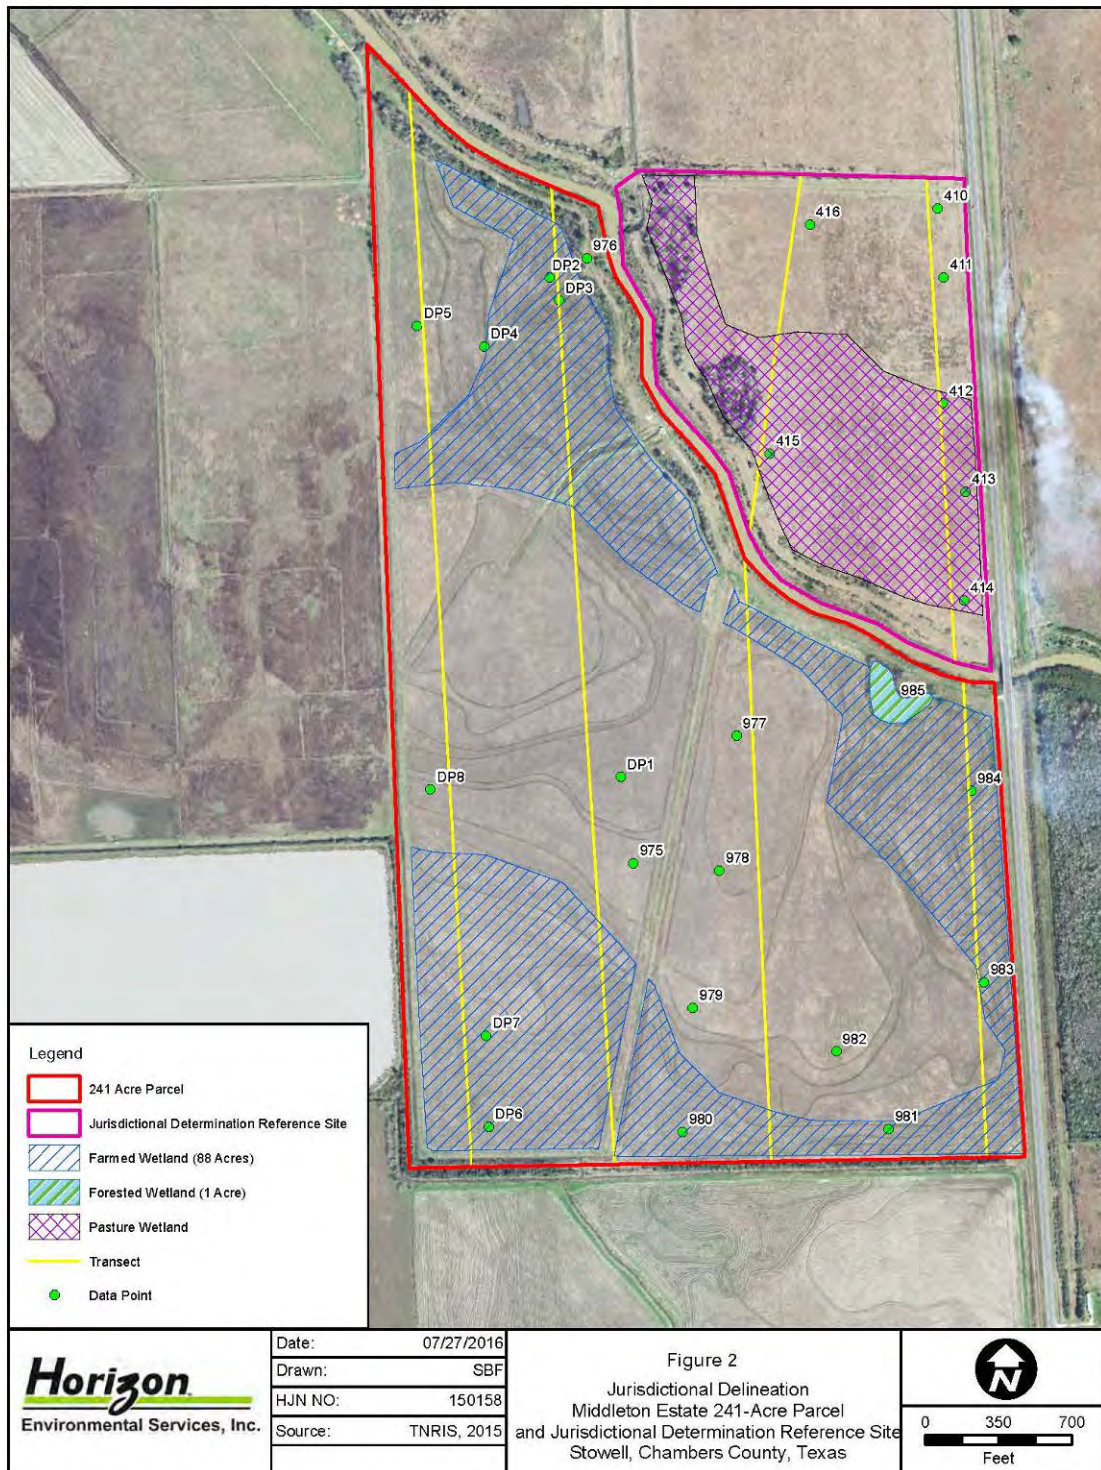 410
416
976
411
DP2
DP3
DP5
DP4
412
415
413
414
985
977
DP1
DP8
984
975
978
983
979
DP7
982
DP6
980
981
Legend
241 Acre Parcel
Jurisdictional Determination Reference Site
Farmed Wetland (88 Acres)
Forested Wetland (1 Acre)
Pasture Wetland
Transect
Data Point
Horizon
Environmental Services, Inc.
Date: 07/27/2016
Drawn: SBF
HJN NO: 150158
Source: TNRIS, 2015
Figure 2
Jurisdictional Delineation
Middleton Estate 241-Acre Parcel
and Jurisdictional Determination Reference Site
Stowell, Chambers County, Texas
N
0 350 700
Feet